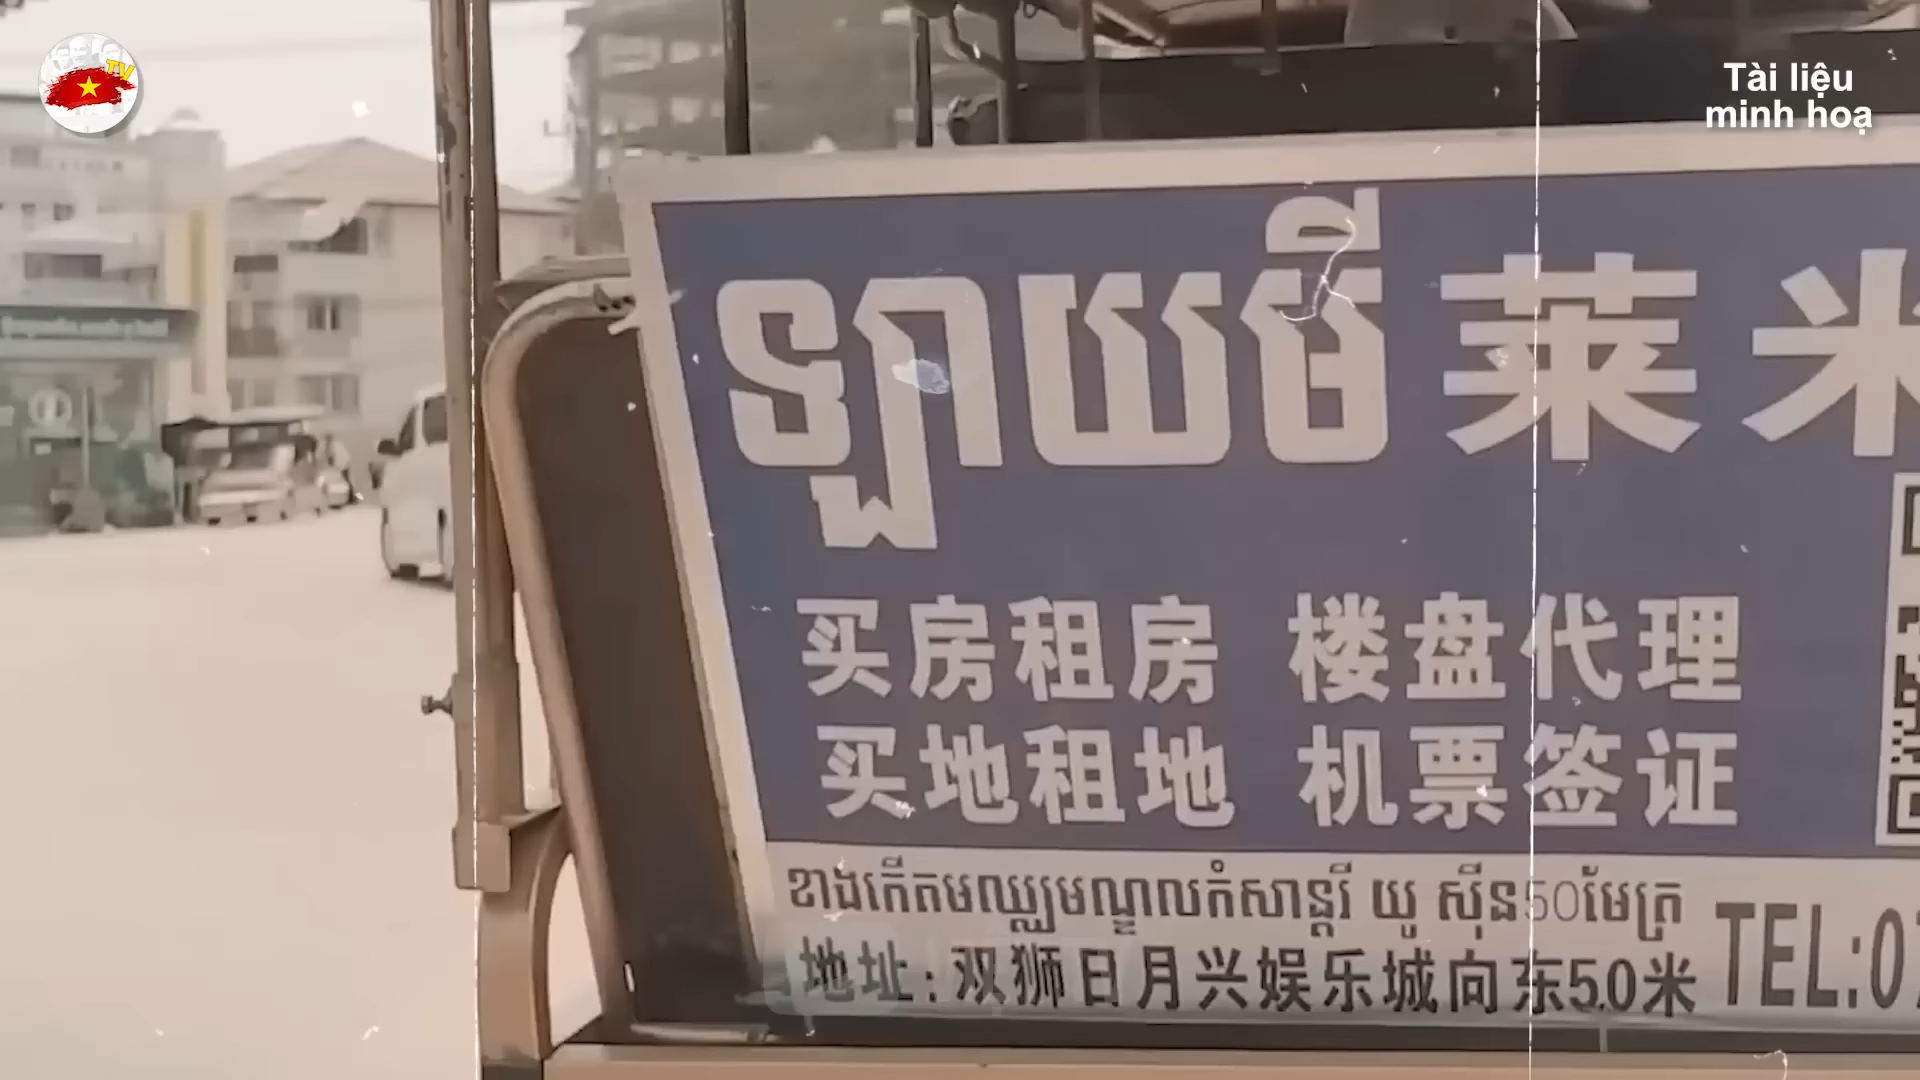 TV
Tài liệu
minh hoạ
ឡាយមី 莱米
买房租房 楼盘代理
买地租地 机票签证
ខាងកើតមឈ្ឈមណ្ឌលកំសាន្តរី យូ ស៊ីន50មែត្រ
地址：双狮日月兴娱乐城向东50米
TEL:07